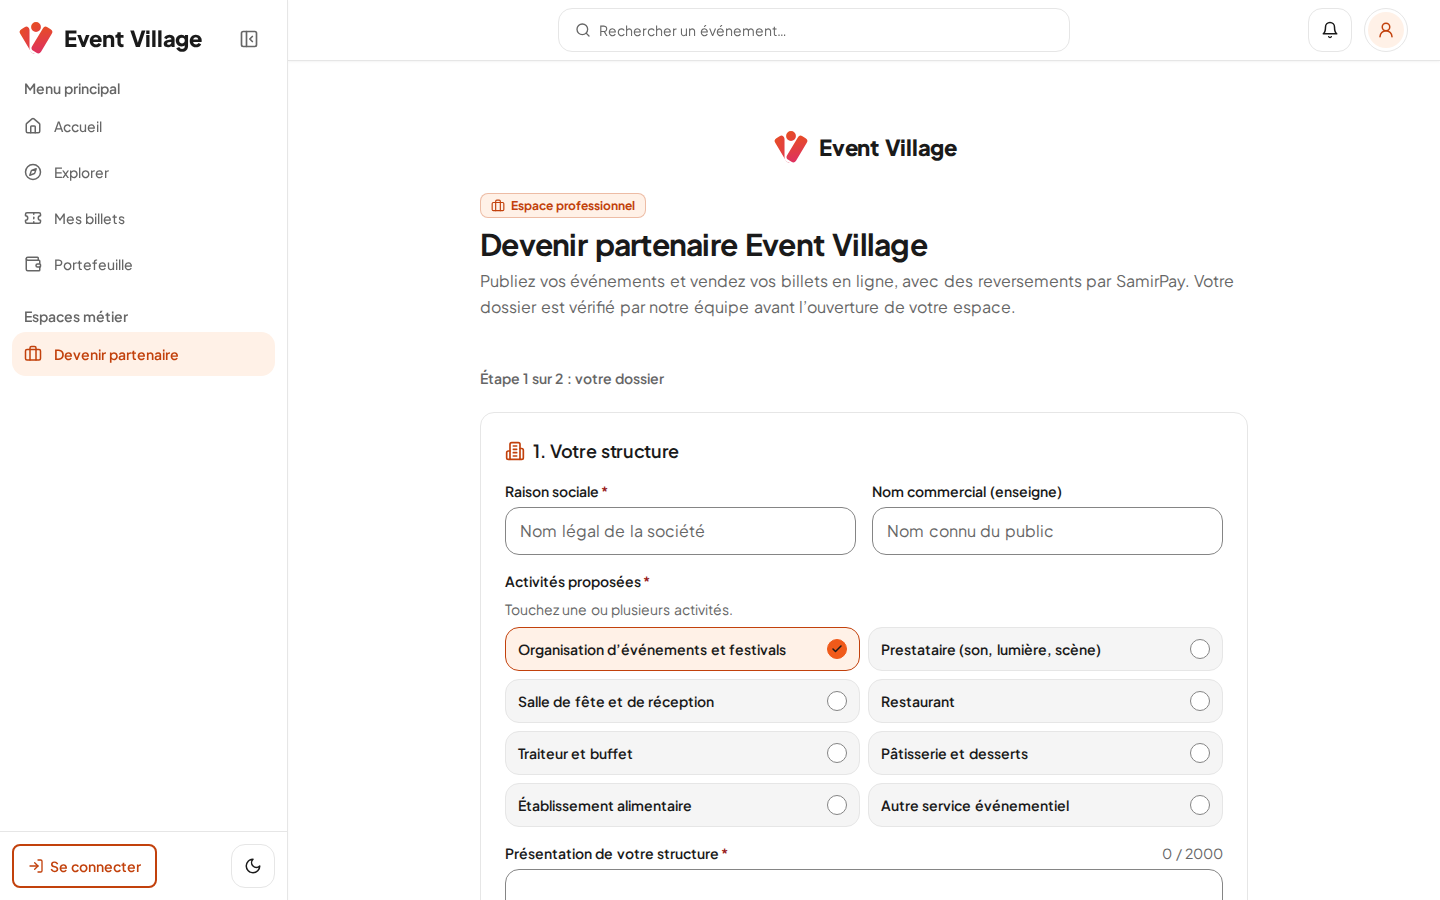 Event Village
Rechercher un événement...
Menu principal
Accueil
Explorer
Mes billets
Portefeuille
Espaces métier
Devenir partenaire
Se connecter
Event Village
Espace professionnel
Devenir partenaire Event Village
Publiez vos événements et vendez vos billets en ligne, avec des reversements par SamirPay. Votre
dossier est vérifié par notre équipe avant l’ouverture de votre espace.
Étape 1 sur 2 : votre dossier
1. Votre structure
Raison sociale *
Nom commercial (enseigne)
Nom légal de la société
Nom connu du public
Activités proposées *
Touchez une ou plusieurs activités.
Organisation d’événements et festivals
Prestataire (son, lumière, scène)
Salle de fête et de réception
Restaurant
Traiteur et buffet
Pâtisserie et desserts
Établissement alimentaire
Autre service événementiel
Présentation de votre structure *
0 / 2000